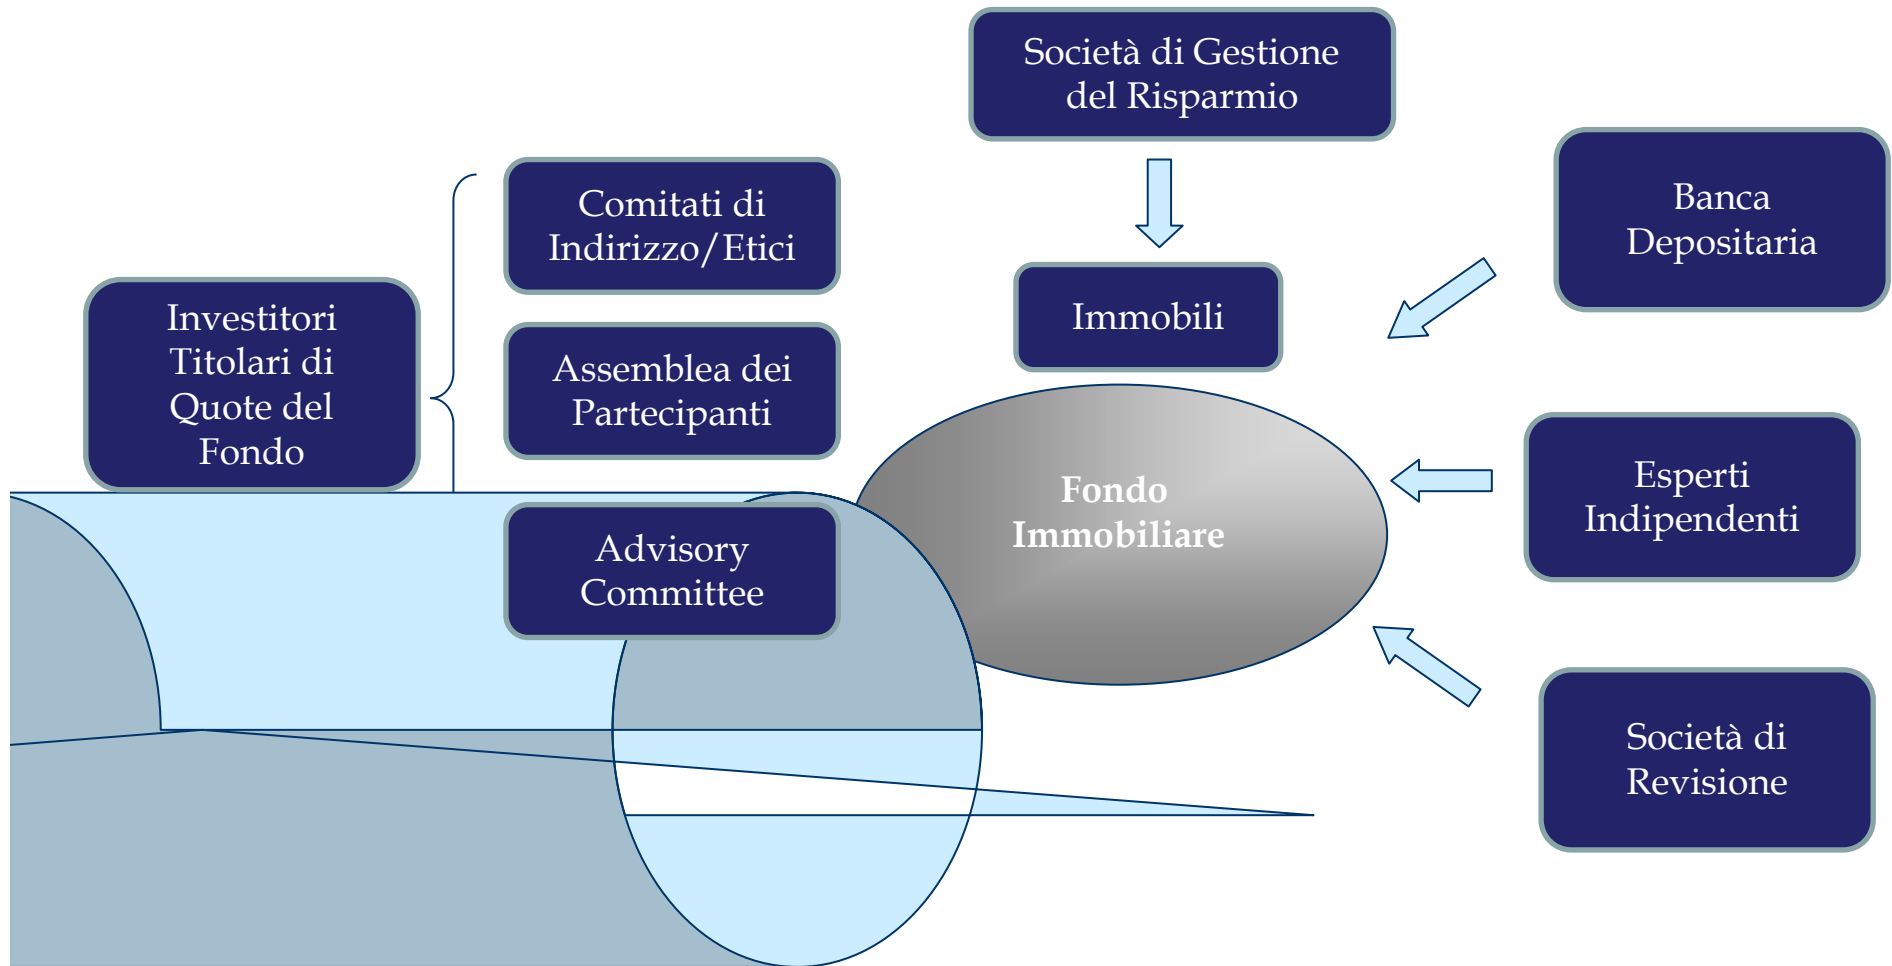 Società di Gestione
del Risparmio
Comitati di
Indirizzo/Etici
Banca
Depositaria
Investitori
Titolari di
Quote del
Fondo
Immobili
Assemblea dei
Partecipanti
Fondo
Immobiliare
Esperti
Indipendenti
Advisory
Committee
Società di
Revisione